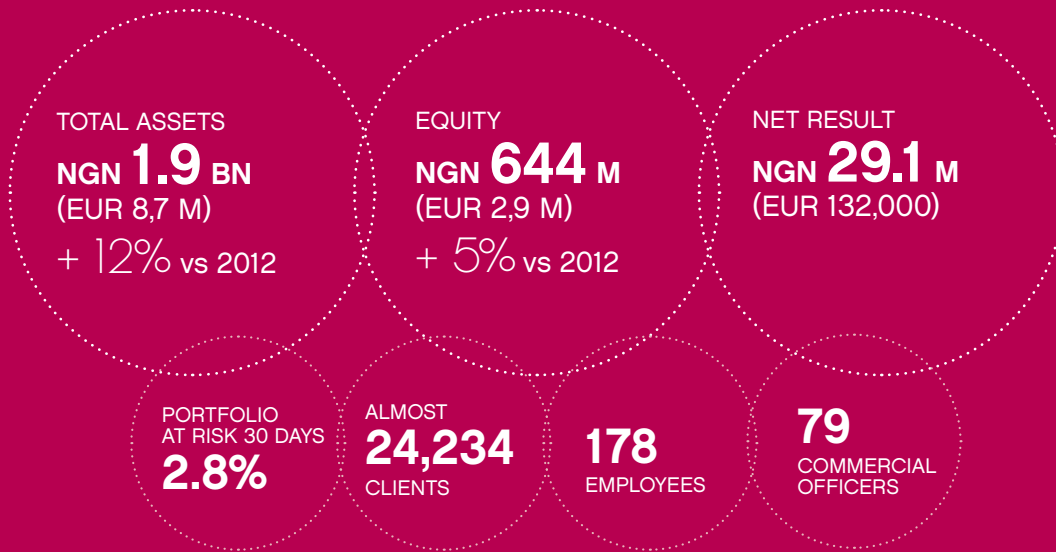 TOTAL ASSETS
NGN 1.9 BN
(EUR 8,7 M)
+ 12% vs 2012
EQUITY
NGN 644 M
(EUR 2,9 M)
+ 5% vs 2012
NET RESULT
NGN 29.1 M
(EUR 132,000)
PORTFOLIO
AT RISK 30 DAYS
2.8%
ALMOST
24,234
CLIENTS
178
EMPLOYEES
79
COMMERCIAL
OFFICERS